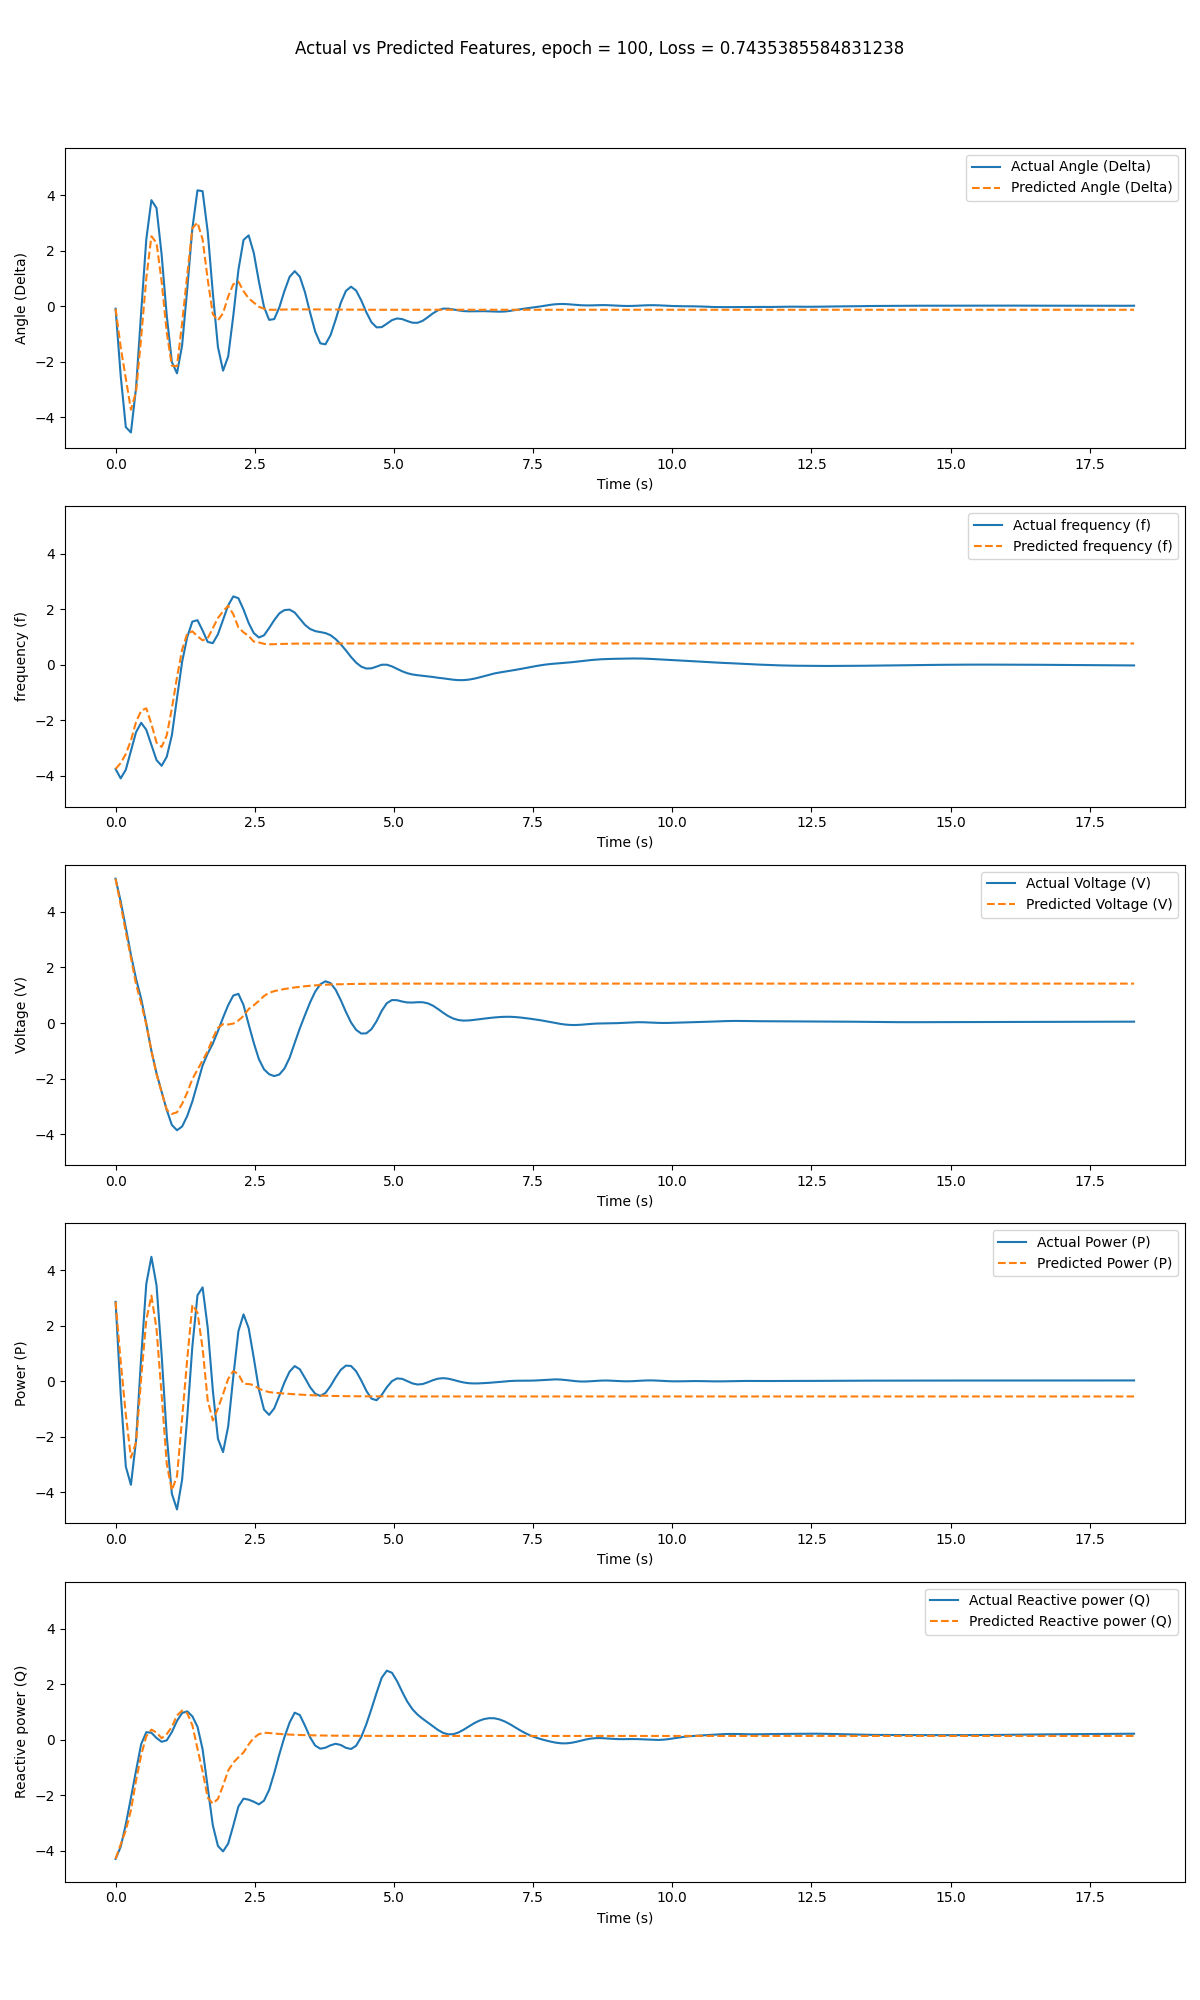 Actual vs Predicted Features, epoch = 100, Loss = 0.7435385584831238
Actual Angle (Delta)
Predicted Angle (Delta)
Angle (Delta)
4
2
0
−2
−4
0.0 2.5 5.0 7.5 10.0 12.5 15.0 17.5
Time (s)
Actual frequency (f)
Predicted frequency (f)
frequency (f)
4
2
0
−2
−4
0.0 2.5 5.0 7.5 10.0 12.5 15.0 17.5
Time (s)
Actual Voltage (V)
Predicted Voltage (V)
Voltage (V)
4
2
0
−2
−4
0.0 2.5 5.0 7.5 10.0 12.5 15.0 17.5
Time (s)
Actual Power (P)
Predicted Power (P)
Power (P)
4
2
0
−2
−4
0.0 2.5 5.0 7.5 10.0 12.5 15.0 17.5
Time (s)
Actual Reactive power (Q)
Predicted Reactive power (Q)
Reactive power (Q)
4
2
0
−2
−4
0.0 2.5 5.0 7.5 10.0 12.5 15.0 17.5
Time (s)